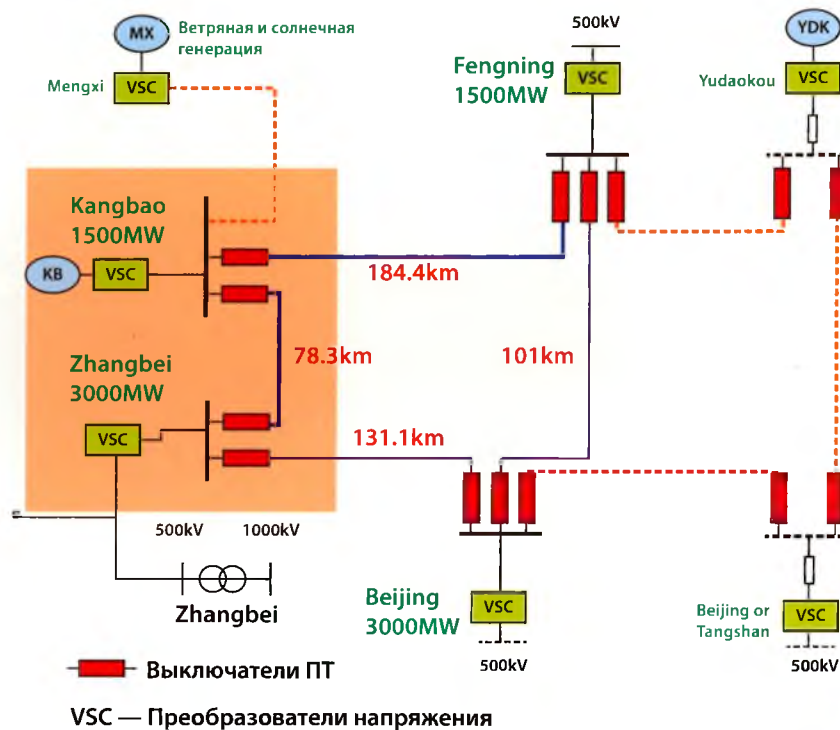 MX
Ветряная и солнечная
генерация
Mengxi
VSC
500kV
Fengning
1500MW
VSC
YDK
Yudaokou
VSC
Kangbao
1500MW
KB
VSC
184.4km
78.3km
101km
Zhangbei
3000MW
VSC
131.1km
500kV
1000kV
Zhangbei
Beijing
3000MW
VSC
500kV
Beijing or
Tangshan
VSC
500kV
Выключатели ПТ
VSC — Преобразователи напряжения